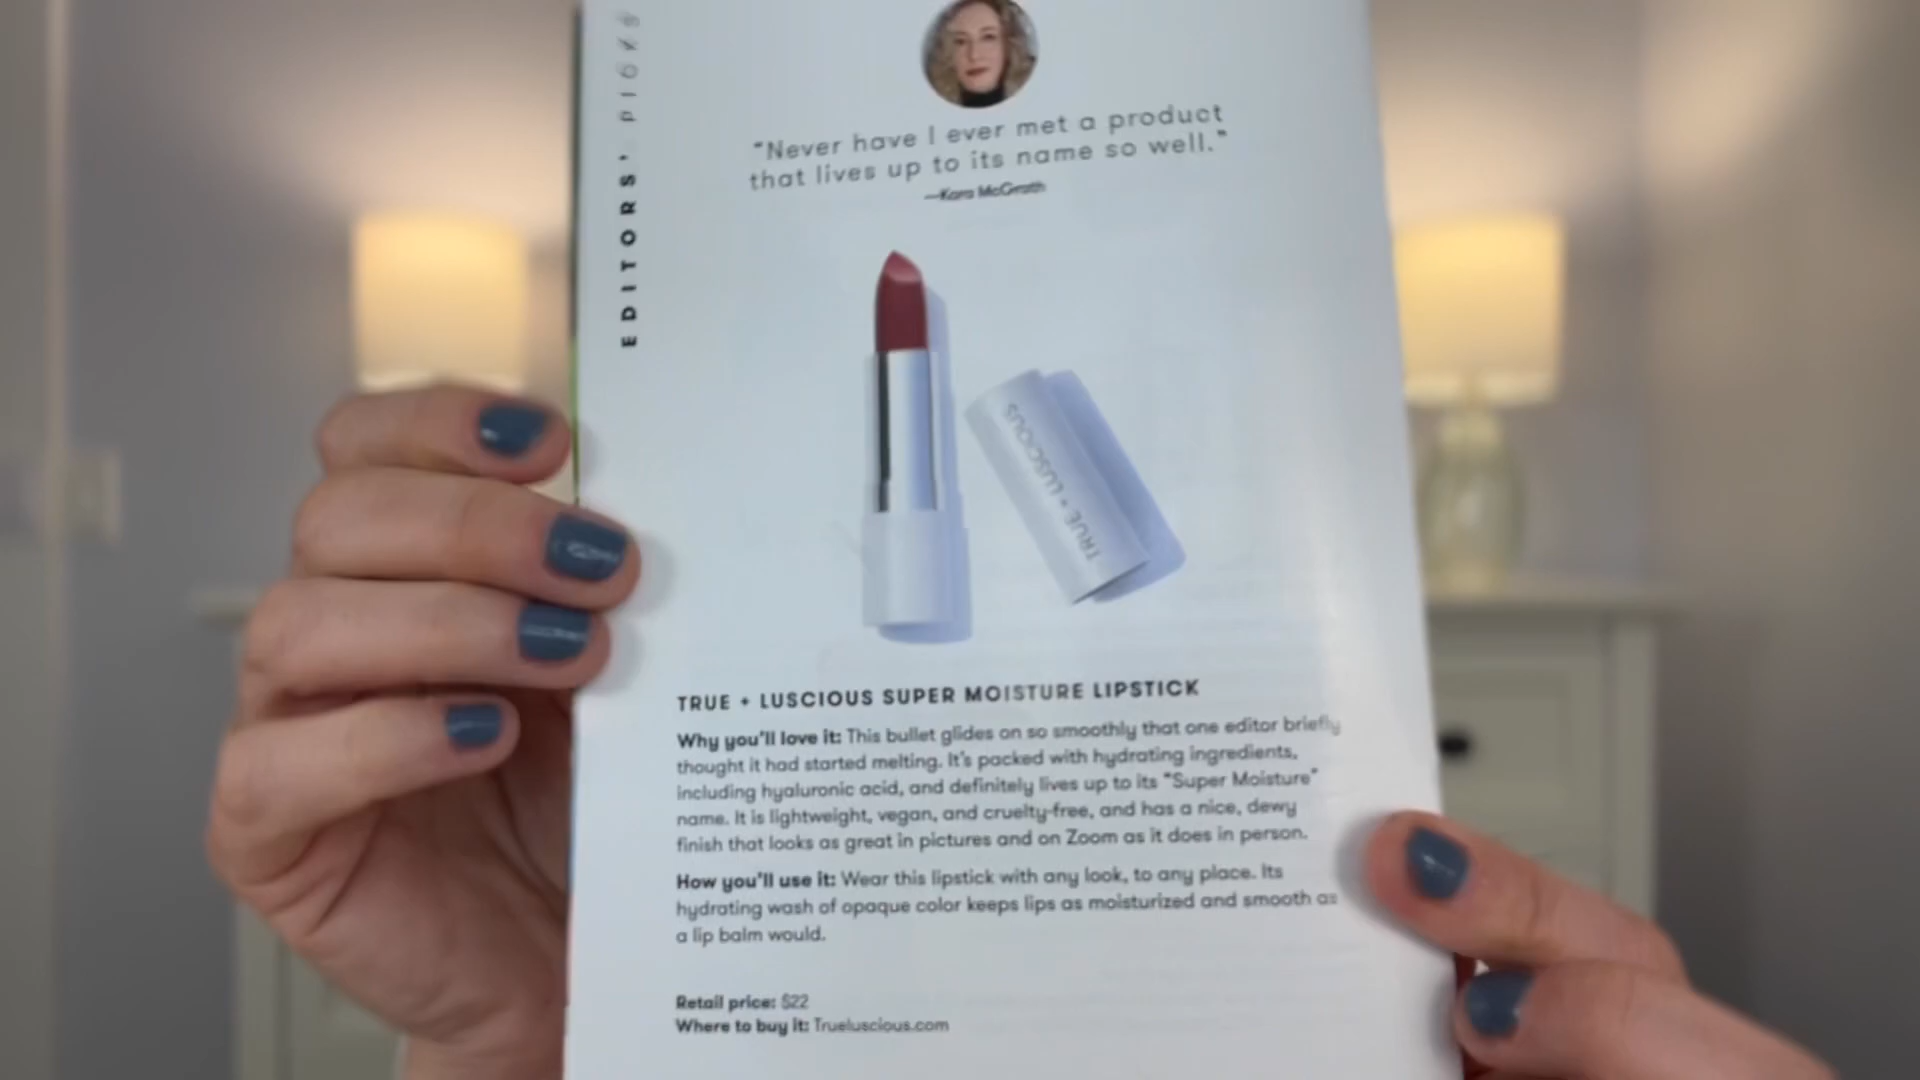 EDITORS' picks
"Never have I ever met a product
that lives up to its name so well."
—Kara McGrath
TRUE + LUSCIOUS
TRUE + LUSCIOUS SUPER MOISTURE LIPSTICK
Why you'll love it: This bullet glides on so smoothly that one editor briefly
thought it had started melting. It's packed with hydrating ingredients,
including hyaluronic acid, and definitely lives up to its "Super Moisture"
name. It is lightweight, vegan, and cruelty-free, and has a nice, dewy
finish that looks as great in pictures and on Zoom as it does in person.
How you'll use it: Wear this lipstick with any look, to any place. Its
hydrating wash of opaque color keeps lips as moisturized and smooth as
a lip balm would.
Retail price: $22
Where to buy it: Trueluscious.com